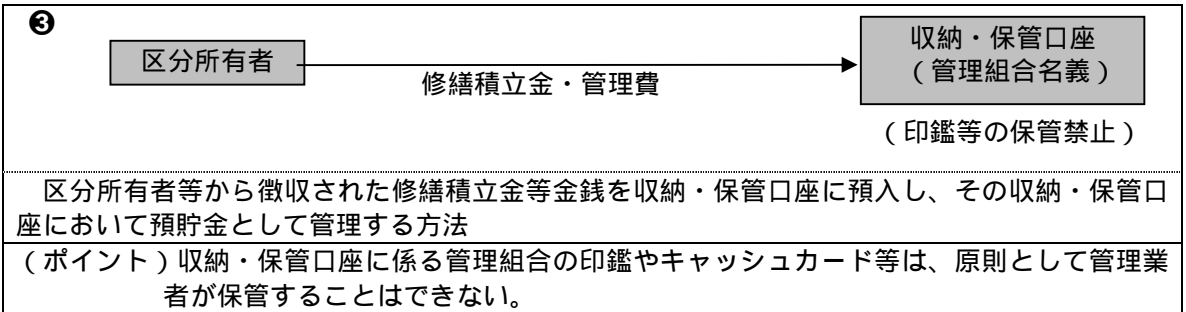 ❸
区分所有者
修繕積立金・管理費
収納・保管口座
（管理組合名義）
（印鑑等の保管禁止）
区分所有者等から徴収された修繕積立金等金銭を収納・保管口座に預入し、その収納・保管口
座において預貯金として管理する方法
（ポイント）収納・保管口座に係る管理組合の印鑑やキャッシュカード等は、原則として管理業
者が保管することはできない。